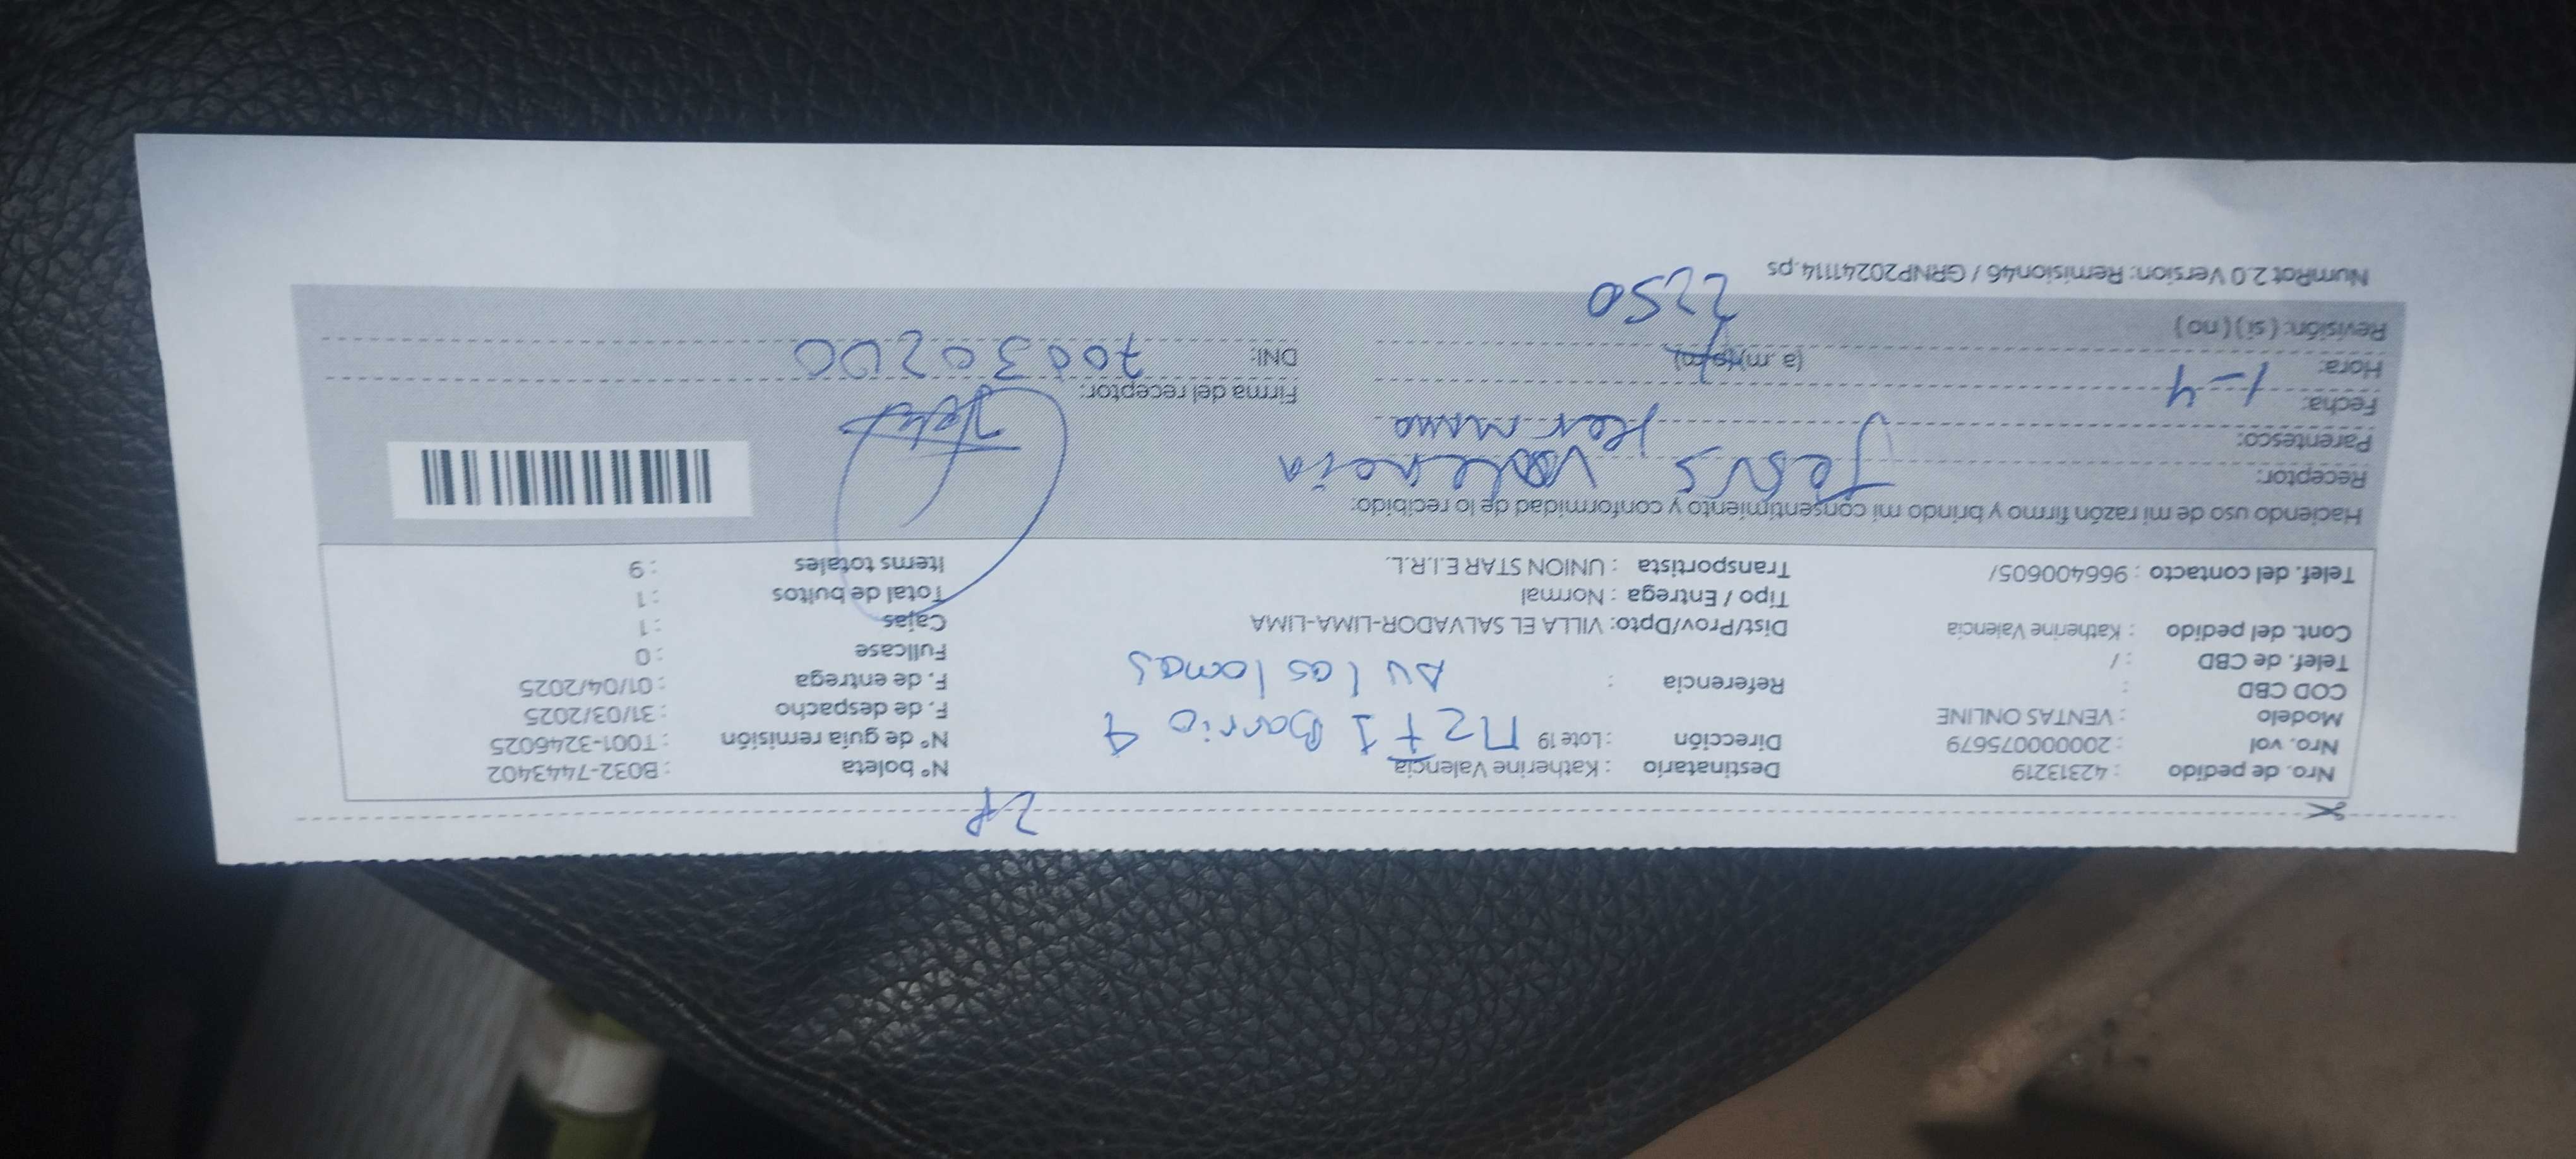 2P
Nro. de pedido : 42313219
Nro. vol : 20000007567​9
Modelo : VENTAS ONLINE
COD CBD :
Telef. de CBD : /
Cont. del pedido : Katherine Valencia
Telef. del contacto : 966400605/
Destinatario : Katherine Valencia
Dirección : Lote 19 Mz F 1 Barrio 4
Referencia : Av las lomas
Dist/Prov/Dpto: VILLA EL SALVADOR-LIMA-LIMA
Tipo / Entrega : Normal
Transportista : UNION STAR E.I.R.L.
N° boleta : B032-7443402
N° de guia remisión : T001-3246025
F. de despacho : 31/03/2025
F. de entrega : 01/04/2025
Fullcase : 0
Cajas : 1
Total de bultos : 1
Items totales : 9
Haciendo uso de mi razón firmo y brindo mi consentimiento y conformidad de lo recibido:
Receptor: Jesus Valencia
Parentesco: Hermano
Fecha: 1-4
Hora: (a.m)(p.m)
Revisión: ( si ) ( no )
2250
Firma del receptor:
DNI: 70030200
NumRot 2.0 Version: Remision46 / GRNP20241114.ps